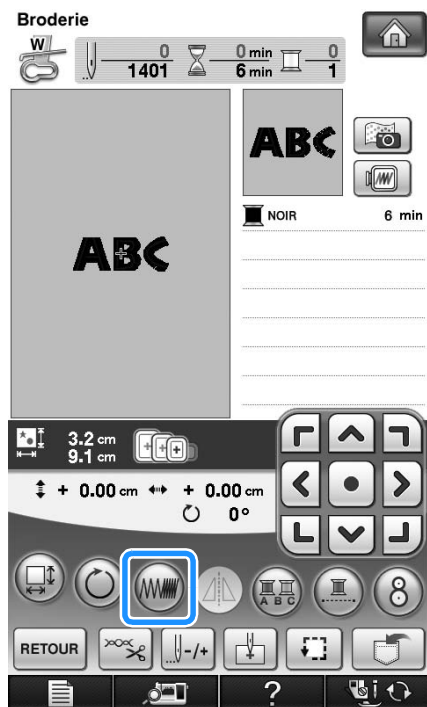 Broderie
W
0 0 min 0
1401 6 min 1
ABC
NOIR 6 min
ABC
3.2 cm
9.1 cm
+ 0.00 cm + 0.00 cm
0°
A B C
8
RETOUR -/+
?